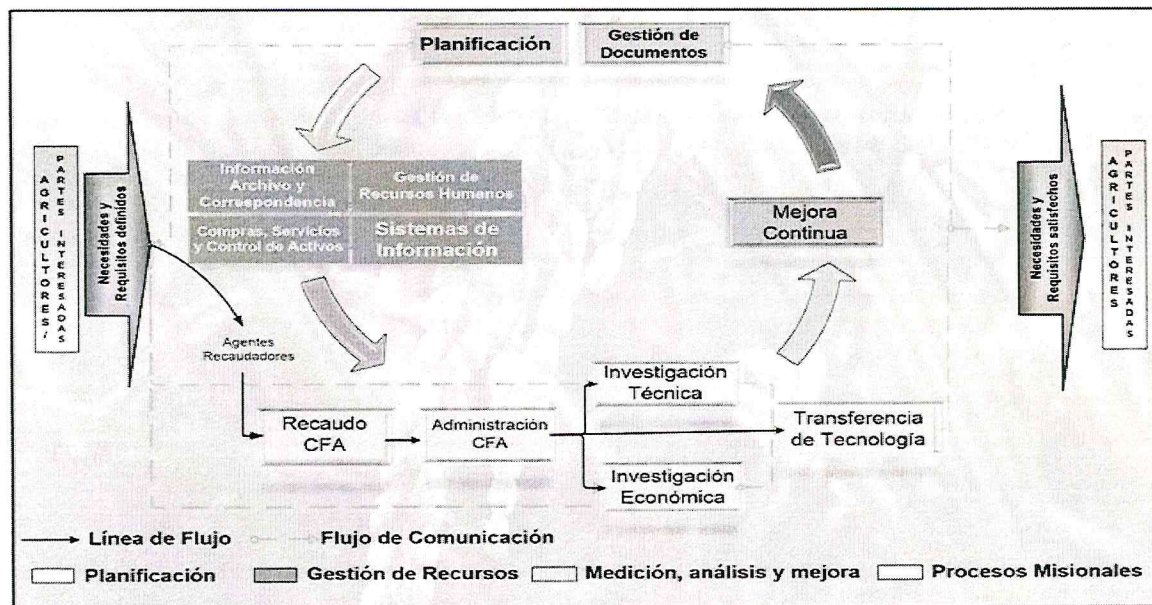 Planificación
Gestión de
Documentos
AGRICULTORES/
PARTES INTERESADAS
Necesidades y
Requisitos definidos
Información
Archivo y
Correspondencia
Gestión de
Recursos Humanos
Compras, Servicios
y Control de Activos
Sistemas de
Información
Mejora
Continua
Necesidades y
Requisitos satisfechos
AGRICULTORES
PARTES INTERESADAS
Agentes
Recaudadores
Recaudo
CFA
Administración
CFA
Investigación
Técnica
Investigación
Económica
Transferencia
de Tecnología
Línea de Flujo
Flujo de Comunicación
Planificación
Gestión de Recursos
Medición, análisis y mejora
Procesos Misionales